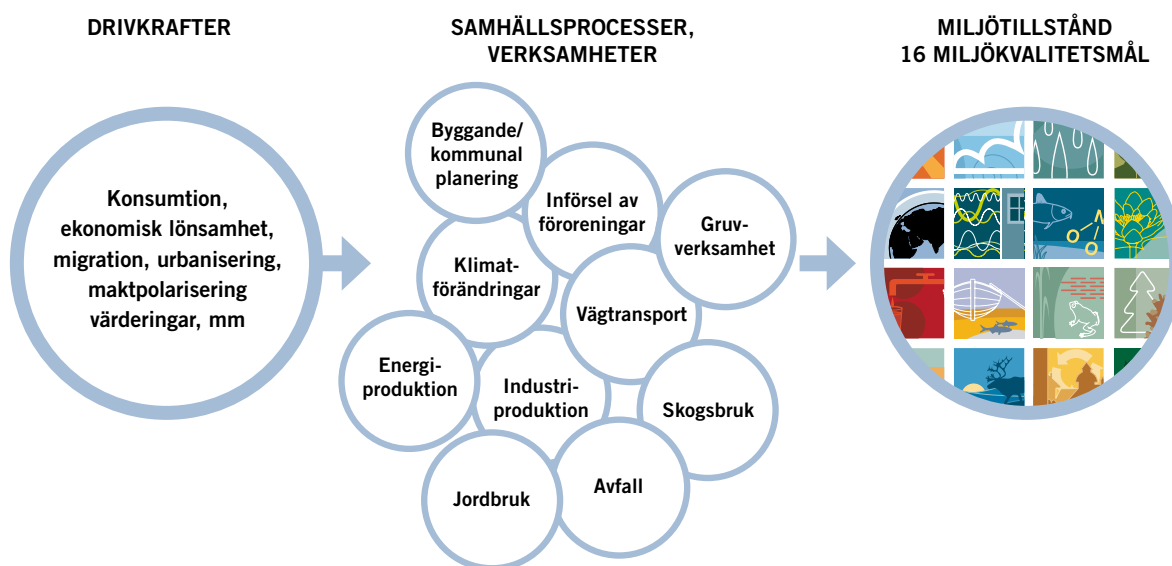 DRIVKRAFTER
Konsumtion,
ekonomisk lönsamhet,
migration, urbanisering,
maktpolarisering
värderingar, mm
SAMHÄLLSPROCESSER,
VERKSAMHETER
Byggande/
kommunal
planering
Införsel av
föroreningar
Gruv-
verksamhet
Klimat-
förändringar
Vägtransport
Energi-
produktion
Industri-
produktion
Skogsbruk
Jordbruk
Avfall
MILJÖTILLSTÅND
16 MILJÖKVALITETSMÅL
N
O
O